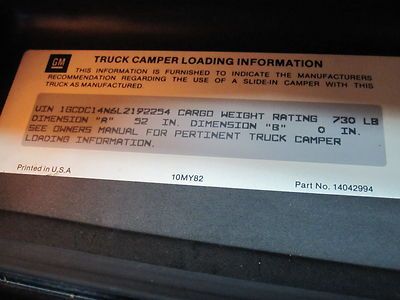 GM
TRUCK CAMPER LOADING INFORMATION
THIS INFORMATION IS FURNISHED TO INDICATE THE MANUFACTURERS
RECOMMENDATION REGARDING THE USE OF A SLIDE-IN CAMPER WITH THIS
TRUCK AS MANUFACTURED.
VIN 1GCDC14N6LZ192254 CARGO WEIGHT RATING 730 LB
DIMENSION "A" 52 IN. DIMENSION "B" 0 IN.
SEE OWNERS MANUAL FOR PERTINENT TRUCK CAMPER
LOADING INFORMATION.
Printed in U.S.A
10MY82
Part No. 14042994